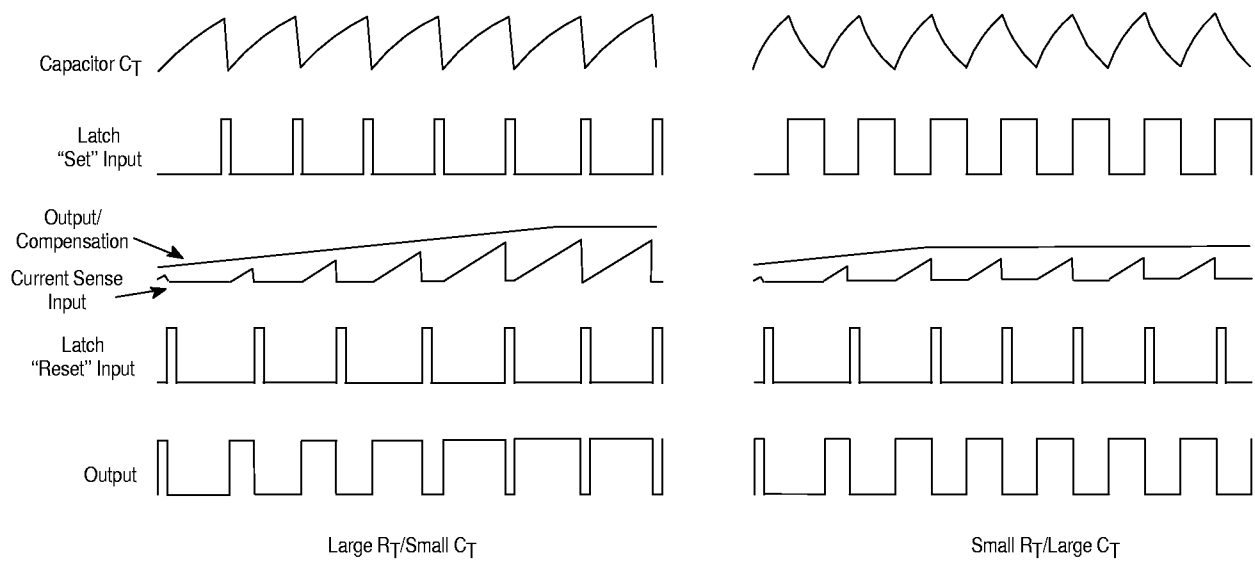 Capacitor CT
Latch
“Set” Input
Output/
Compensation
Current Sense
Input
Latch
“Reset” Input
Output
Large RT/Small CT
Small RT/Large CT